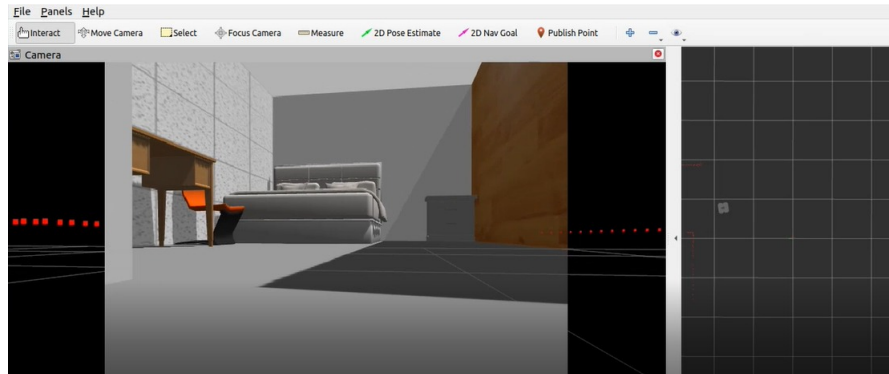 File Panels Help
Interact Move Camera Select Focus Camera Measure 2D Pose Estimate 2D Nav Goal Publish Point
Camera